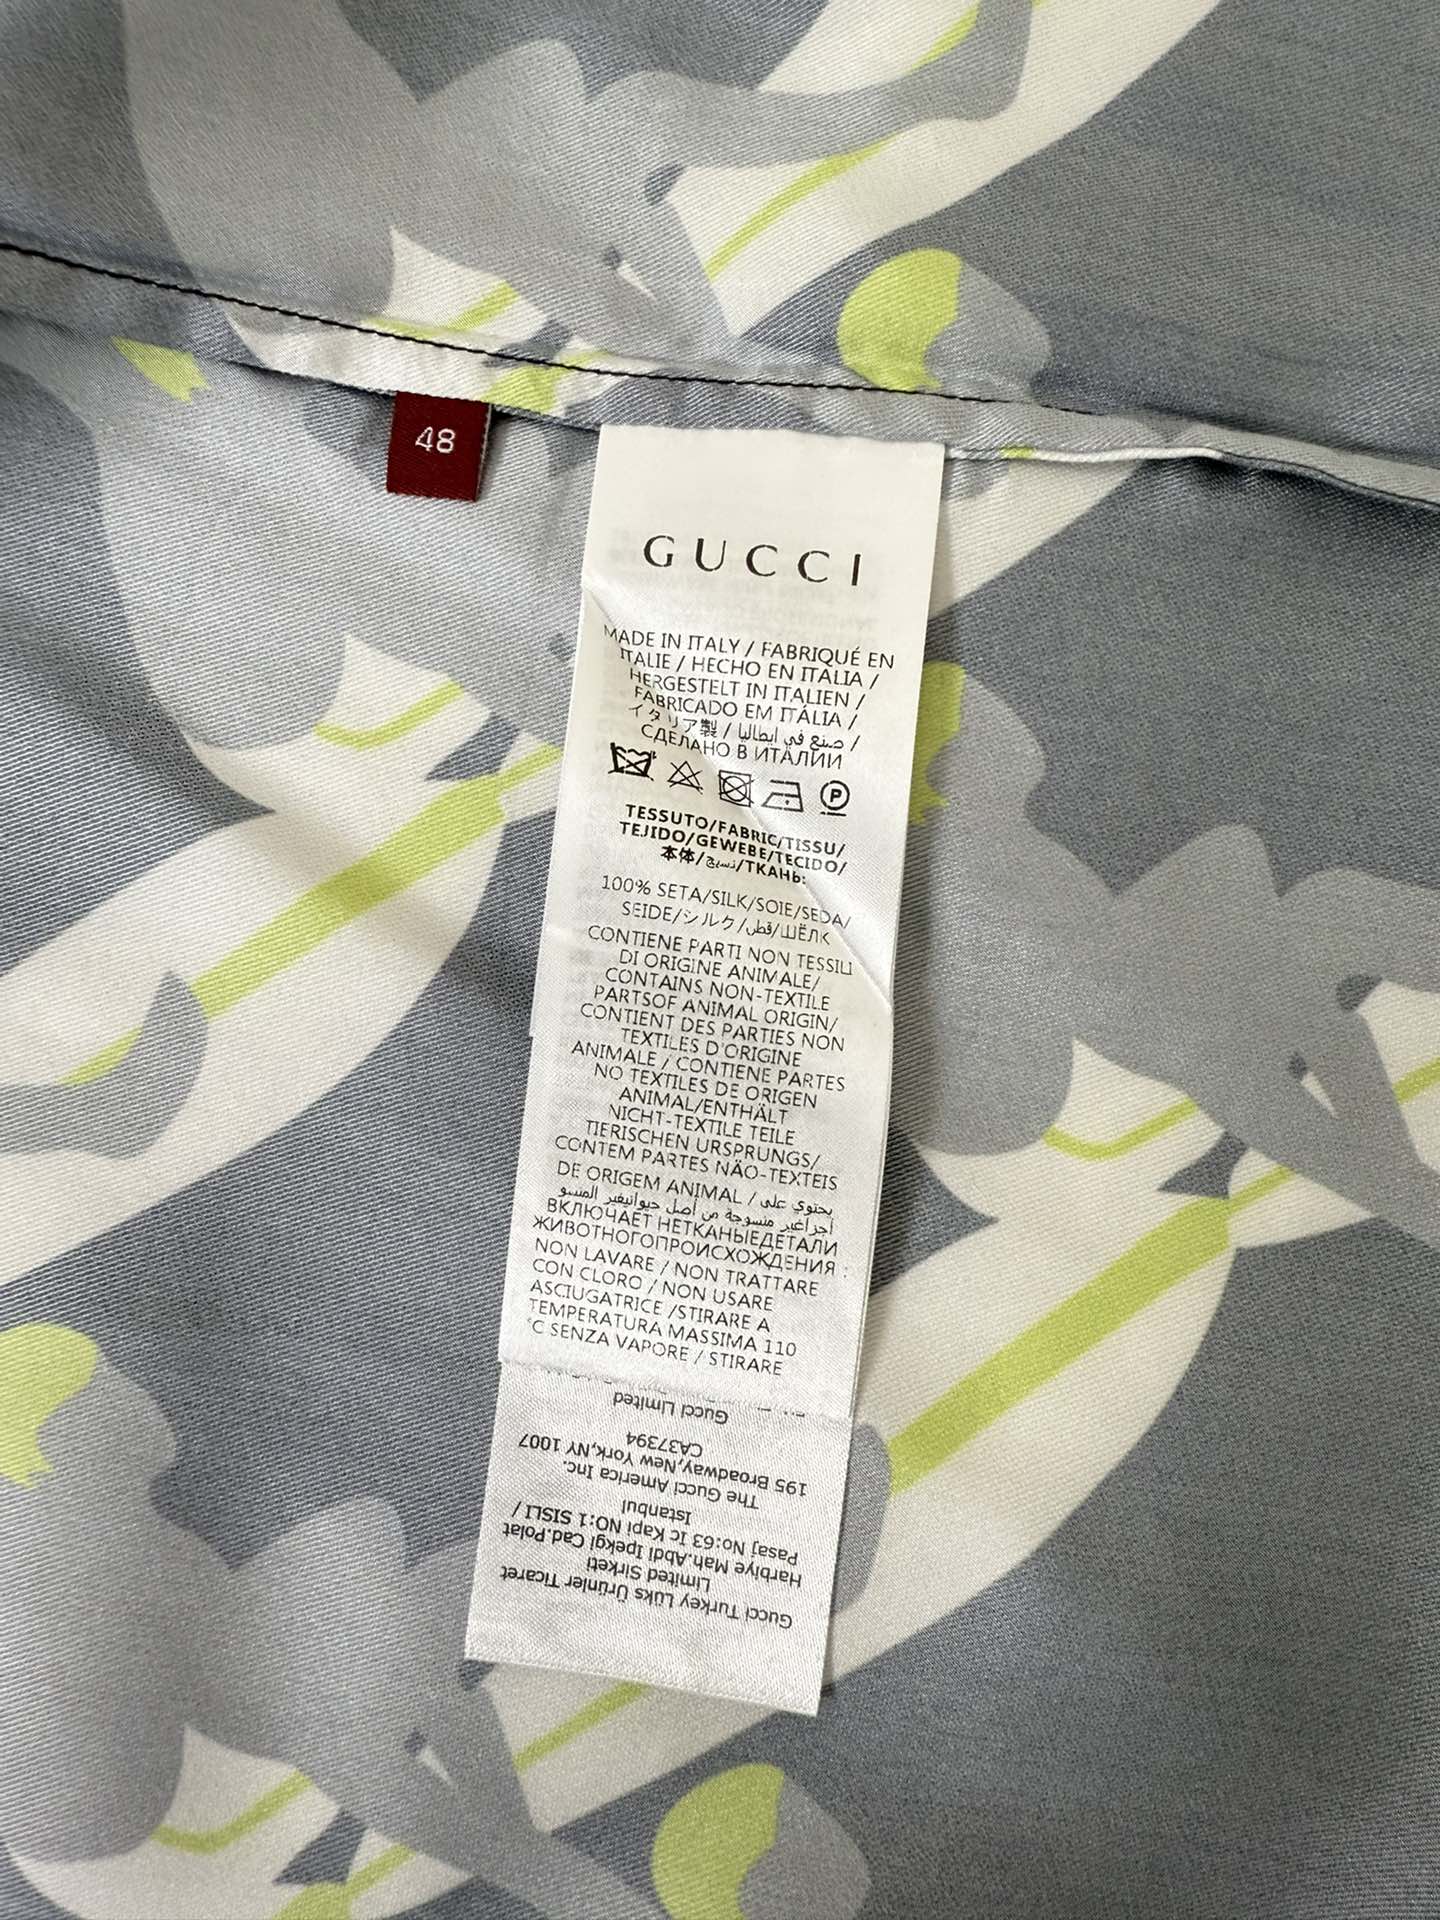 48
GUCCI
MADE IN ITALY / FABRIQUÉ EN
ITALIE / HECHO EN ITALIA /
HERGESTELT IN ITALIEN /
FABRICADO EM ITÁLIA /
イタリア製 / صنع في ايطاليا /
СДЕЛАНО В ИТАЛИИ
P
TESSUTO/FABRIC/TISSU/
TEJIDO/GEWEBE/TECIDO/
本体/نسيج/ТКАНЬ:
100% SETA/SILK/SOIE/SEDA/
SEIDE/シルク/قطن/ШЁЛК
CONTIENE PARTI NON TESSILI
DI ORIGINE ANIMALE/
CONTAINS NON-TEXTILE
PARTSOF ANIMAL ORIGIN/
CONTIENT DES PARTIES NON
TEXTILES D'ORIGINE
ANIMALE / CONTIENE PARTES
NO TEXTILES DE ORIGEN
ANIMAL/ENTHÄLT
NICHT-TEXTILE TEILE
TIERISCHEN URSPRUNGS/
CONTEM PARTES NÃO-TEXTEIS
DE ORIGEM ANIMAL / يحتوي على
منسوجة من أصل
ВКЛЮЧАЕТ НЕТКАНЫЕДЕТАЛИ
ЖИВОТНОГОПРОИСХОЖДЕНИЯ :
NON LAVARE / NON TRATTARE
CON CLORO / NON USARE
ASCIUGATRICE /STIRARE A
TEMPERATURA MASSIMA 110
°C SENZA VAPORE / STIRARE
Gucci Turkey Lüks Ürünler Ticaret
Limited Sirketi
Harbiye Mah.Abdi Ipekgi Cad.Polat
Pasaj No:63 Ic Kapi NO:1 SISLI /
Istanbul
The Gucci America Inc.
195 Broadway,New York,NY 1007
CA37394
Gucci Limited